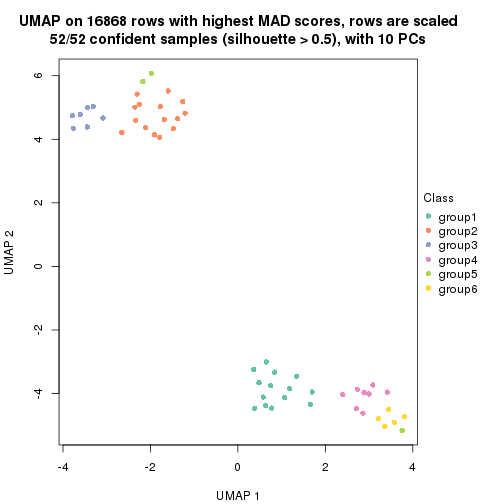 UMAP on 16868 rows with highest MAD scores, rows are scaled
52/52 confident samples (silhouette > 0.5), with 10 PCs
6
4
2
0
-2
-4
UMAP 2
-4
-2
0
2
4
UMAP 1
Class
group1
group2
group3
group4
group5
group6